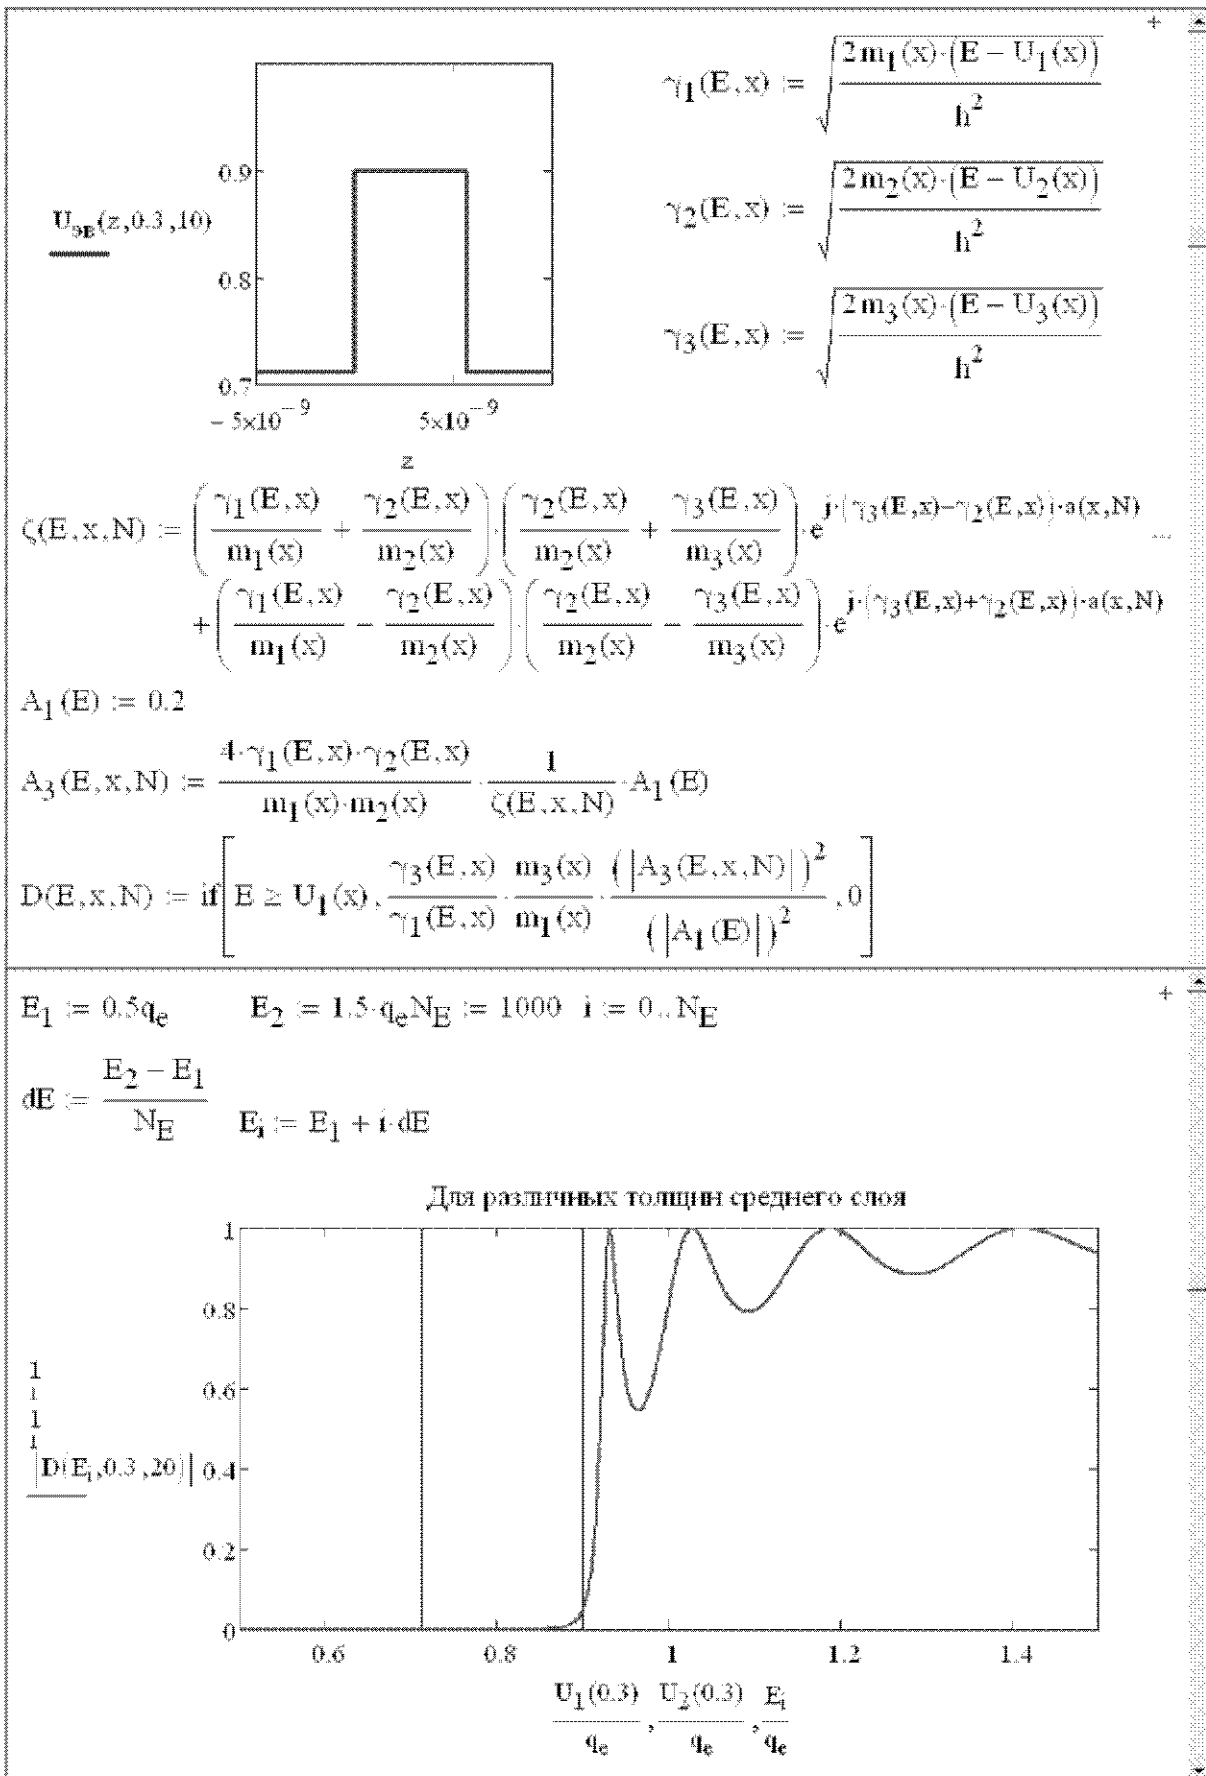 γ1(E,x) := √(2m1(x)·(E − U1(x)) / ħ^2)
0.9
γ2(E,x) := √(2m2(x)·(E − U2(x)) / ħ^2)
Uэв(z,0.3,10)
0.8
γ3(E,x) := √(2m3(x)·(E − U3(x)) / ħ^2)
0.7
−5×10^−9 5×10^−9
z
ζ(E,x,N) := (γ1(E,x)/m1(x) + γ2(E,x)/m2(x))·(γ2(E,x)/m2(x) + γ3(E,x)/m3(x))·e^(j·(γ3(E,x)−γ2(E,x))·a(x,N)) ...
+ (γ1(E,x)/m1(x) − γ2(E,x)/m2(x))·(γ2(E,x)/m2(x) − γ3(E,x)/m3(x))·e^(j·(γ3(E,x)+γ2(E,x))·a(x,N))
A1(E) := 0.2
A3(E,x,N) := (4·γ1(E,x)·γ2(E,x))/(m1(x)·m2(x))·1/ζ(E,x,N)·A1(E)
D(E,x,N) := if[E ≥ U1(x), γ3(E,x)/γ1(E,x)·m3(x)/m1(x)·(|A3(E,x,N)|)^2/(|A1(E)|)^2, 0]
E1 := 0.5qe E2 := 1.5·qe NE := 1000 i := 0..NE
dE := (E2 − E1)/NE Ei := E1 + i·dE
Для различных толщин среднего слоя
1
0.8
1
1
0.6
1
1
|D(Ei,0.3,20)| 0.4
0.2
0
0.6 0.8 1 1.2 1.4
U1(0.3)/qe, U2(0.3)/qe, Ei/qe